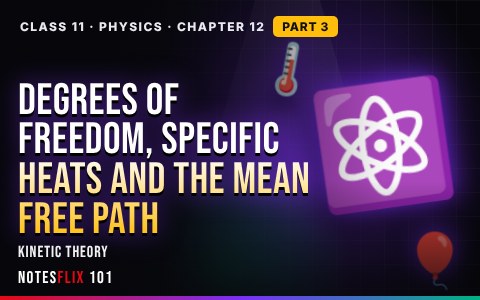 CLASS 11 · PHYSICS · CHAPTER 12 PART 3
DEGREES OF
FREEDOM, SPECIFIC
HEATS AND THE MEAN
FREE PATH
KINETIC THEORY
NOTESFLIX 101